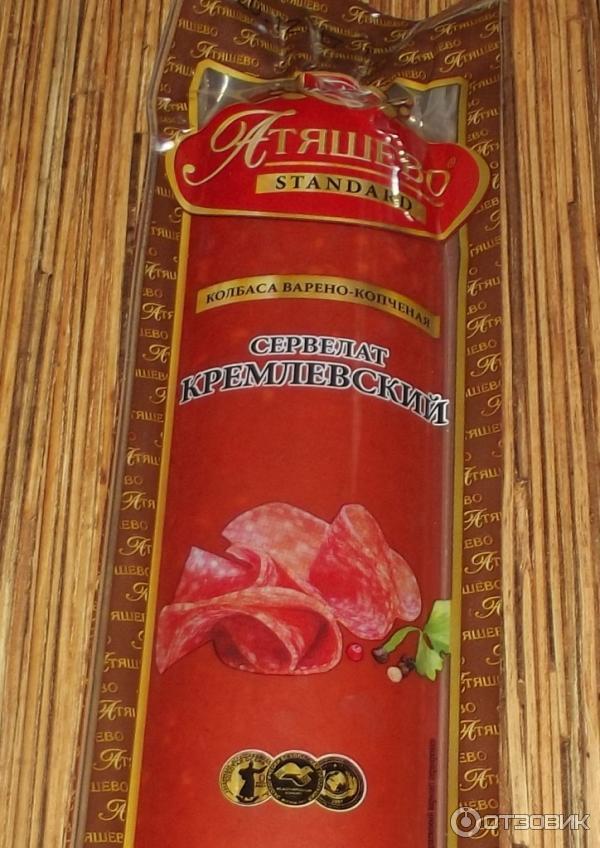 Атяшево
STANDARD
КОЛБАСА ВАРЕНО-КОПЧЕНАЯ
СЕРВЕЛАТ
КРЕМЛЕВСКИЙ
ОТЗОВИК